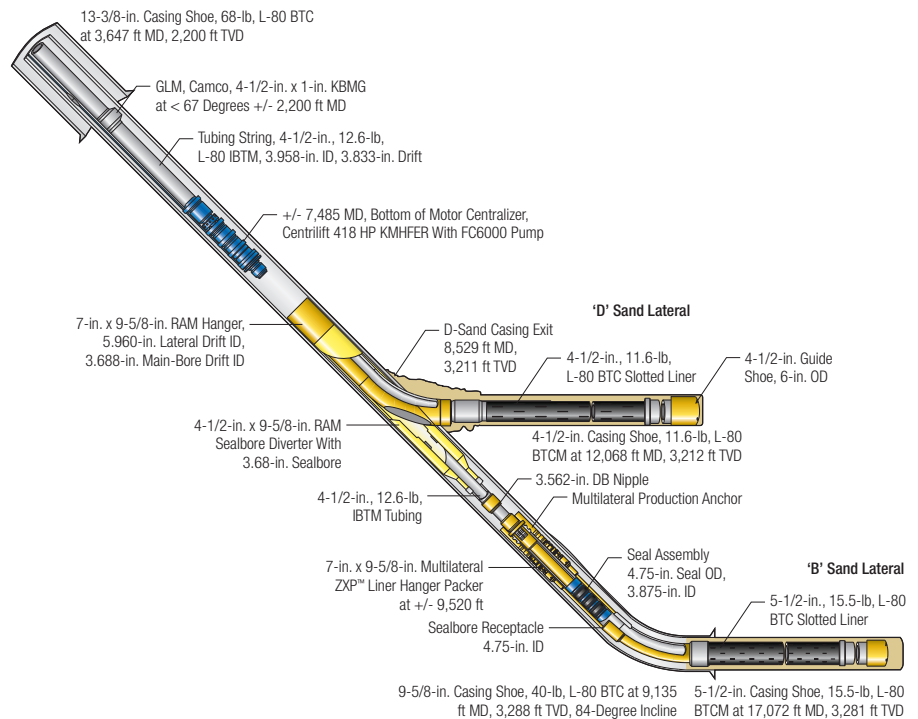 13-3/8-in. Casing Shoe, 68-lb, L-80 BTC
at 3,647 ft MD, 2,200 ft TVD
GLM, Camco, 4-1/2-in. x 1-in. KBMG
at < 67 Degrees +/- 2,200 ft MD
Tubing String, 4-1/2-in., 12.6-lb,
L-80 IBTM, 3.958-in. ID, 3.833-in. Drift
+/- 7,485 MD, Bottom of Motor Centralizer,
Centrilift 418 HP KMHFER With FC6000 Pump
7-in. x 9-5/8-in. RAM Hanger,
5.960-in. Lateral Drift ID,
3.688-in. Main-Bore Drift ID
D-Sand Casing Exit
8,529 ft MD,
3,211 ft TVD
'D' Sand Lateral
4-1/2-in., 11.6-lb,
L-80 BTC Slotted Liner
4-1/2-in. Guide
Shoe, 6-in. OD
4-1/2-in. x 9-5/8-in. RAM
Sealbore Diverter With
3.68-in. Sealbore
4-1/2-in. Casing Shoe, 11.6-lb, L-80
BTCM at 12,068 ft MD, 3,212 ft TVD
3.562-in. DB Nipple
4-1/2-in., 12.6-lb,
IBTM Tubing
Multilateral Production Anchor
7-in. x 9-5/8-in. Multilateral
ZXP™ Liner Hanger Packer
at +/- 9,520 ft
Seal Assembly
4.75-in. Seal OD,
3.875-in. ID
Sealbore Receptacle
4.75-in. ID
'B' Sand Lateral
5-1/2-in., 15.5-lb, L-80
BTC Slotted Liner
9-5/8-in. Casing Shoe, 40-lb, L-80 BTC at 9,135
ft MD, 3,288 ft TVD, 84-Degree Incline
5-1/2-in. Casing Shoe, 15.5-lb, L-80
BTCM at 17,072 ft MD, 3,281 ft TVD